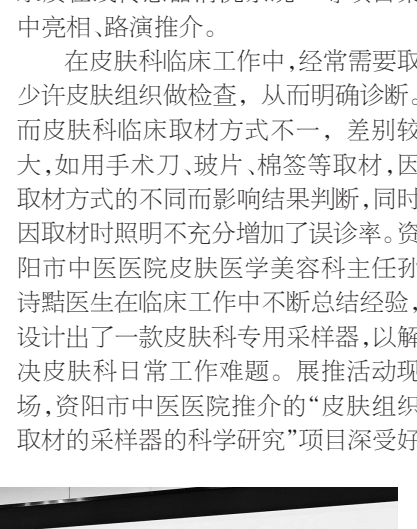 中亮相、路演推介。
在皮肤科临床工作中,经常需要取
少许皮肤组织做检查，从而明确诊断。
而皮肤科临床取材方式不一，差别较
大,如用手术刀、玻片、棉签等取材,因
取材方式的不同而影响结果判断,同时
因取材时照明不充分增加了误诊率。资
阳市中医医院皮肤医学美容科主任孙
诗黠医生在临床工作中不断总结经验,
设计出了一款皮肤科专用采样器,以解
决皮肤科日常工作难题。展推活动现
场,资阳市中医医院推介的“皮肤组织
取材的采样器的科学研究”项目深受好